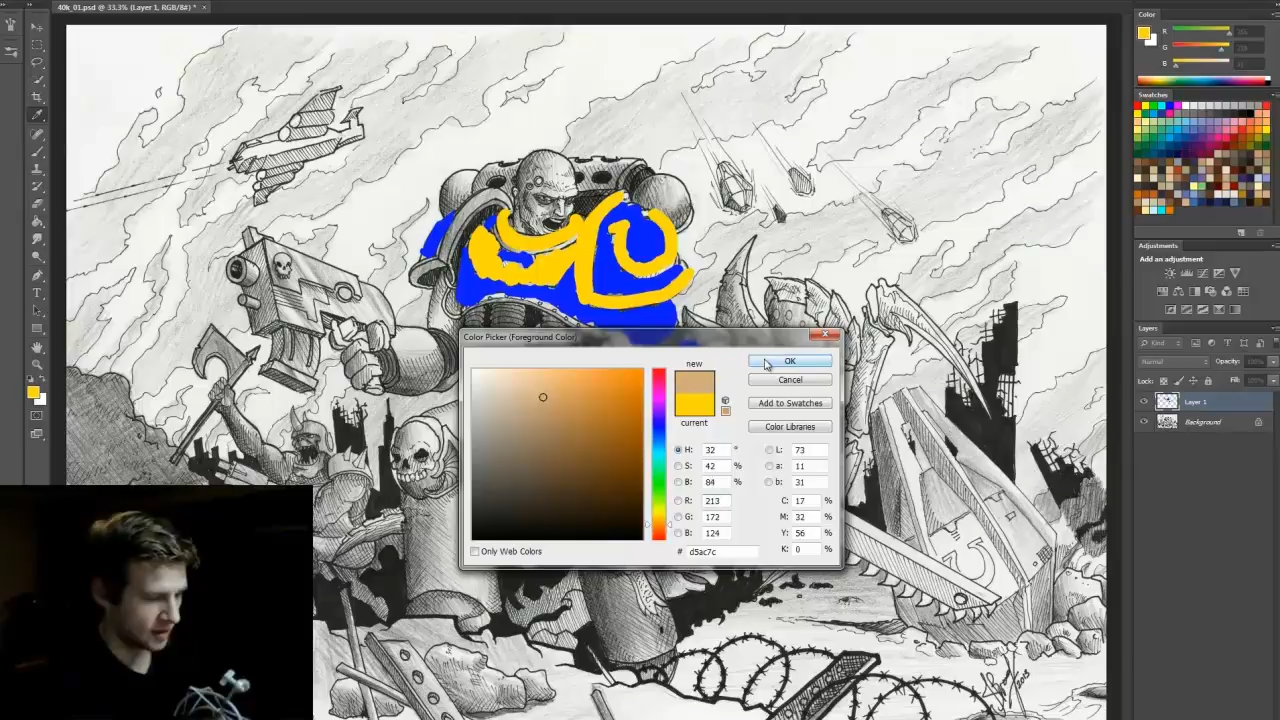 40k_01.psd @ 33.3% (Layer 1, RGB/8#) * ×
Color
R
G
B
Swatches
Adjustments
Add an adjustment
Layers
Kind
Normal
Opacity: 100%
Lock:
Fill:
Layer 1
Background
T
Color Picker (Foreground Color)
new
current
OK
Cancel
Add to Swatches
Color Libraries
H: 32 °
S: 42 %
B: 84 %
R: 213
G: 172
B: 124
# d5ac7c
L: 73
a: 11
b: 31
C: 17 %
M: 32 %
Y: 56 %
K: 0 %
Only Web Colors